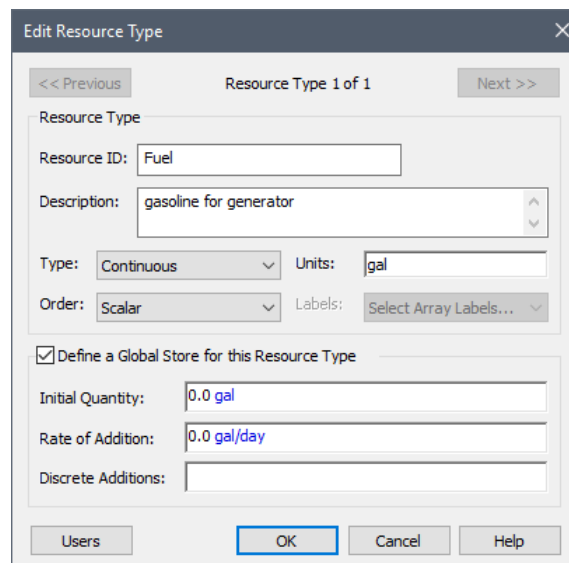 Edit Resource Type
<< Previous Resource Type 1 of 1 Next >>
Resource Type
Resource ID: Fuel
Description: gasoline for generator
Type: Continuous Units: gal
Order: Scalar Labels: Select Array Labels...
Define a Global Store for this Resource Type
Initial Quantity: 0.0 gal
Rate of Addition: 0.0 gal/day
Discrete Additions:
Users OK Cancel Help